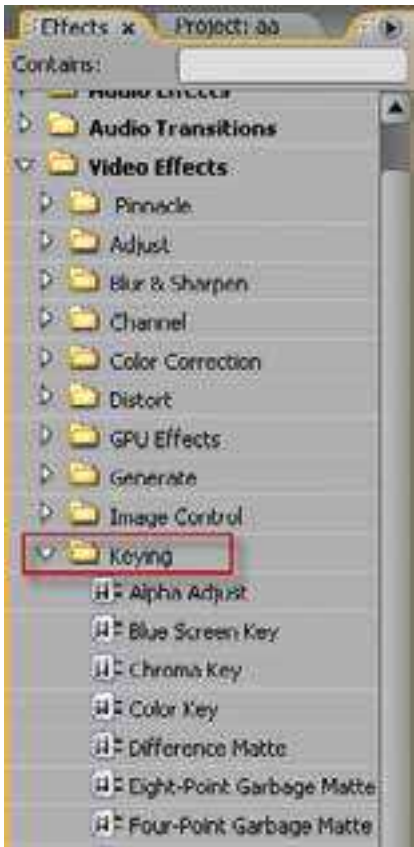 Effects x Project: aa
Contains:
Audio Effects
Audio Transitions
Video Effects
Pinnacle
Adjust
Blur & Sharpen
Channel
Color Correction
Distort
GPU Effects
Generate
Image Control
Keying
Alpha Adjust
Blue Screen Key
Chroma Key
Color Key
Difference Matte
Eight-Point Garbage Matte
Four-Point Garbage Matte